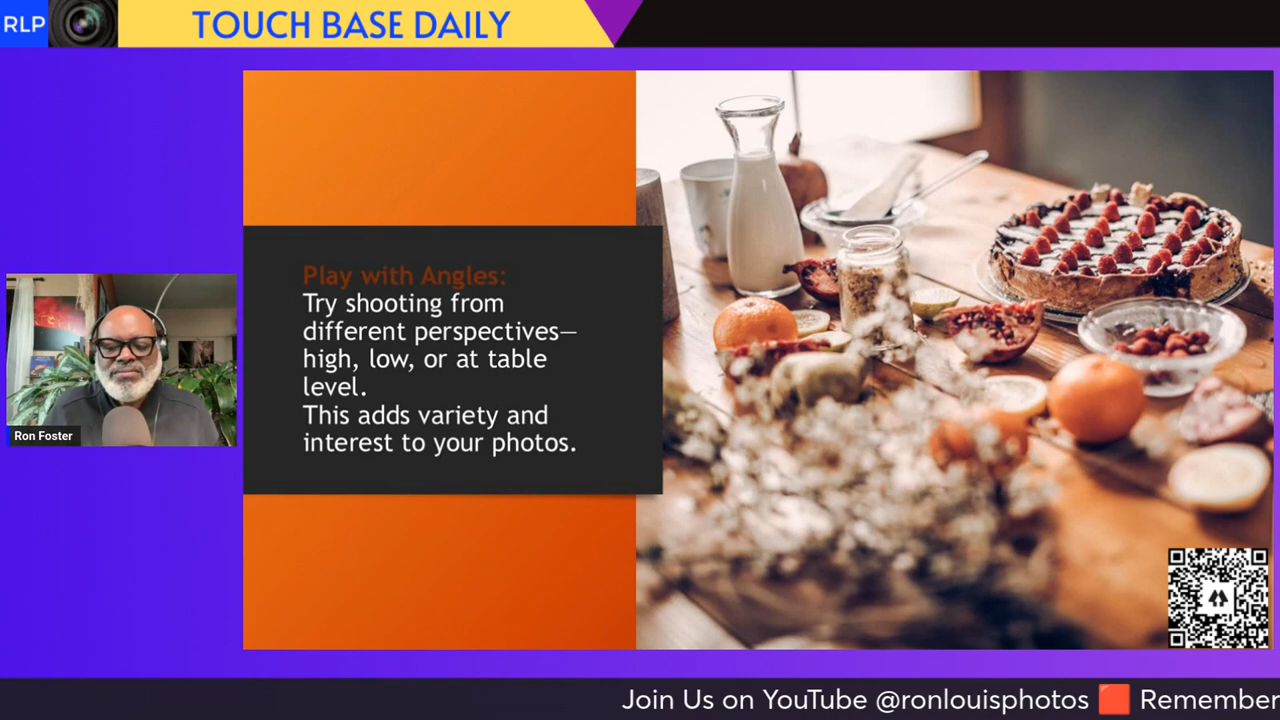 RLP
TOUCH BASE DAILY
Play with Angles:
Try shooting from
different perspectives—
high, low, or at table
level.
This adds variety and
interest to your photos.
Ron Foster
Join Us on YouTube @ronlouisphotos 🟥 Remember